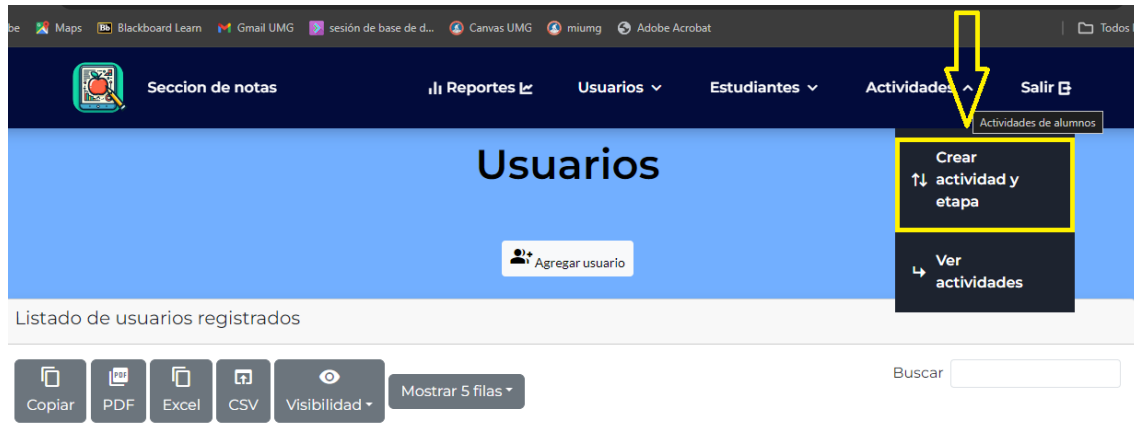 be Maps Bb Blackboard Learn Gmail UMG sesión de base de d... Canvas UMG miumg Adobe Acrobat Todos l
Seccion de notas Reportes Usuarios Estudiantes Actividades Salir
Actividades de alumnos
Usuarios
Crear
actividad y
etapa
Agregar usuario
Ver
actividades
Listado de usuarios registrados
Copiar PDF Excel CSV Visibilidad Mostrar 5 filas Buscar